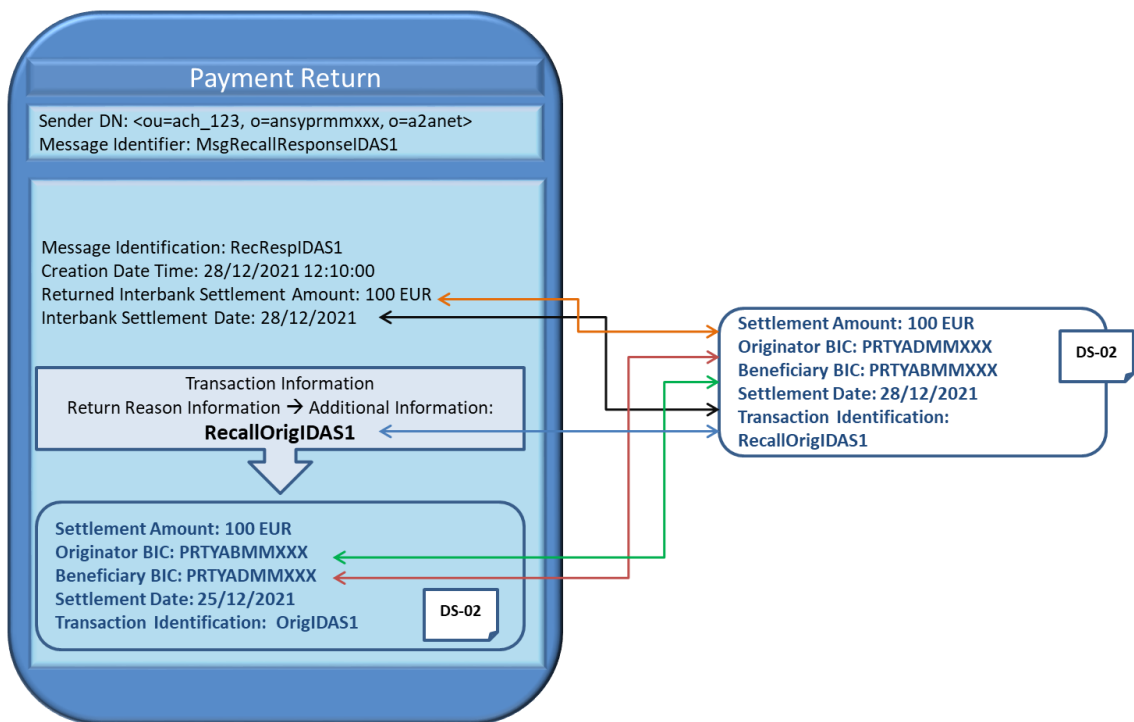 Payment Return
Sender DN: <ou=ach_123, o=ansyprmmxxx, o=a2anet>
Message Identifier: MsgRecallResponseIDAS1
Message Identification: RecRespIDAS1
Creation Date Time: 28/12/2021 12:10:00
Returned Interbank Settlement Amount: 100 EUR
Interbank Settlement Date: 28/12/2021
Transaction Information
Return Reason Information → Additional Information:
RecallOrigIDAS1
Settlement Amount: 100 EUR
Originator BIC: PRTYABMMXXX
Beneficiary BIC: PRTYADMMXXX
Settlement Date: 25/12/2021
Transaction Identification: OrigIDAS1
DS-02
Settlement Amount: 100 EUR
Originator BIC: PRTYADMMXXX
Beneficiary BIC: PRTYABMMXXX
Settlement Date: 28/12/2021
Transaction Identification:
RecallOrigIDAS1
DS-02